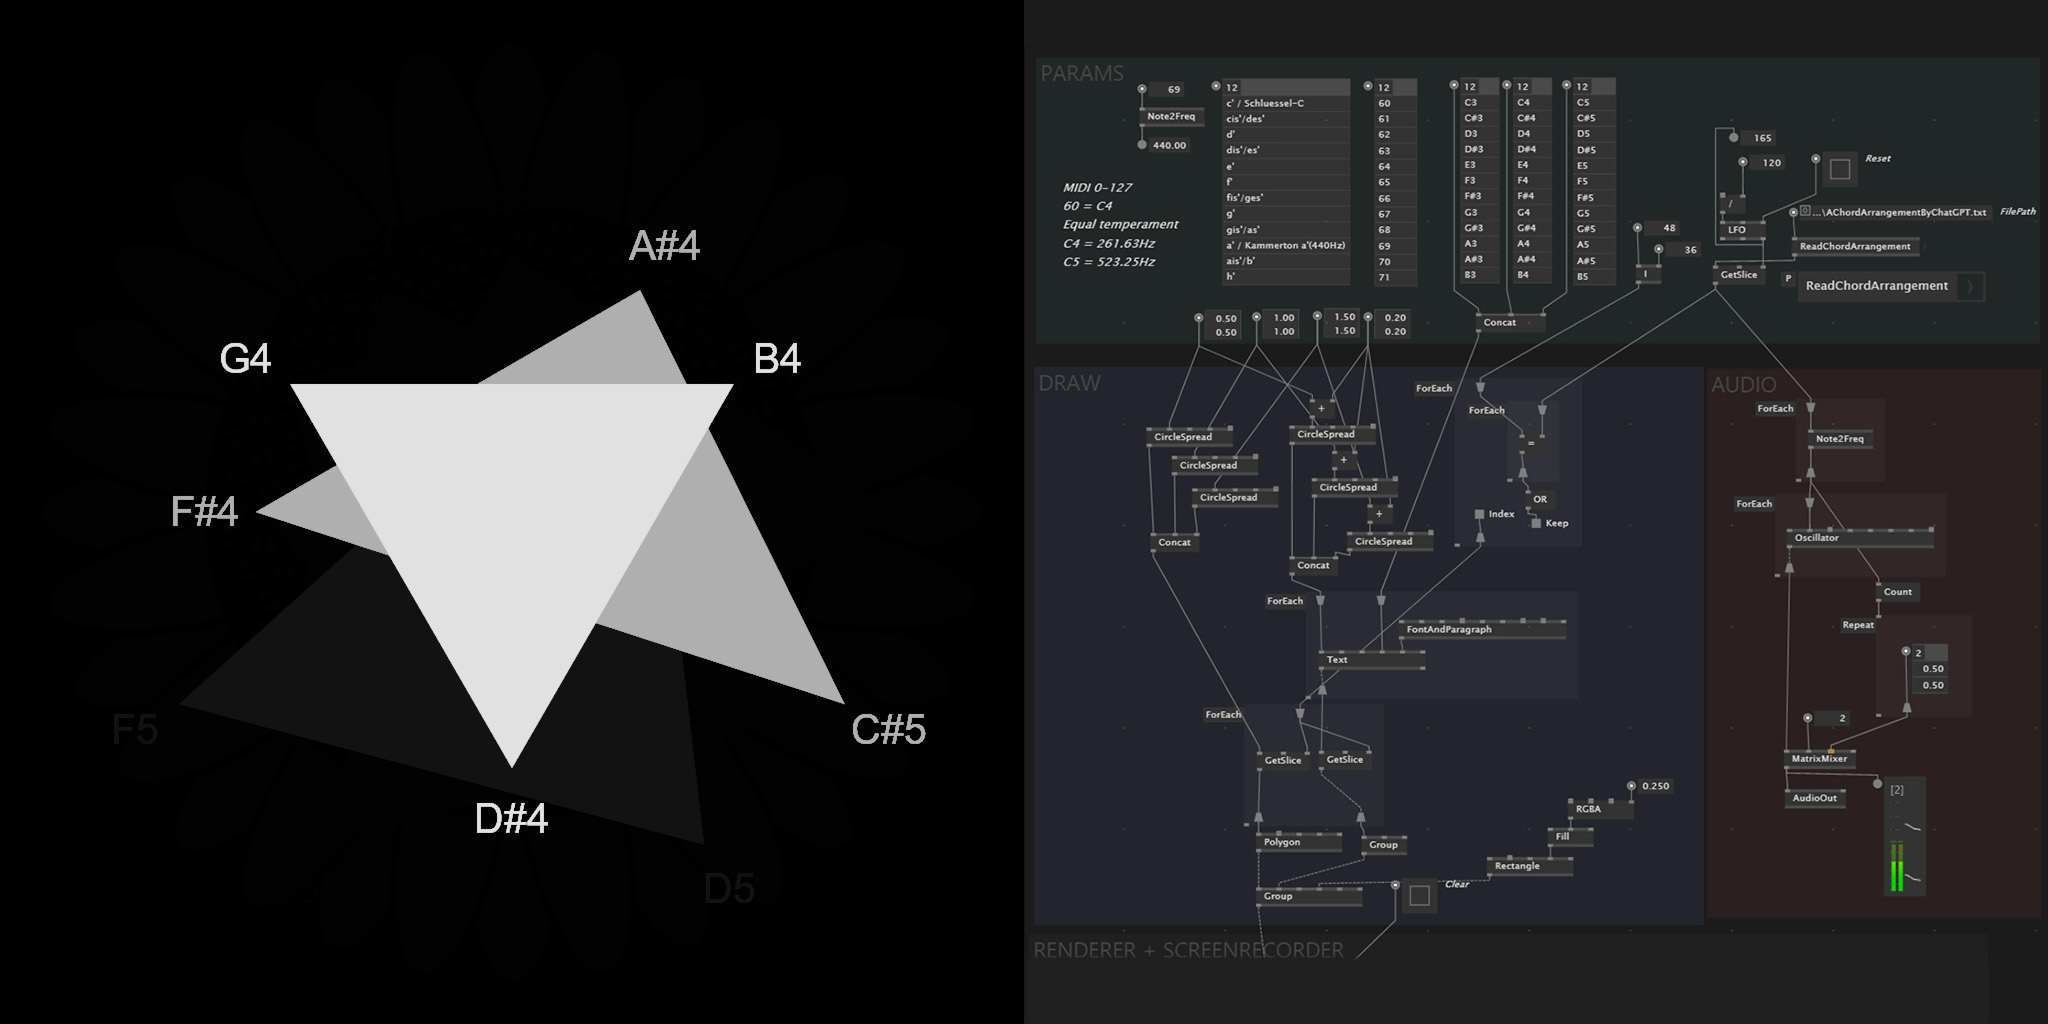 A#4
G4
B4
F#4
F5
C#5
D#4
D5
PARAMS
69
Note2Freq
440.00
MIDI 0-127
60 = C4
Equal temperament
C4 = 261.63Hz
C5 = 523.25Hz
12
c' / Schluessel-C
cis'/des'
d'
dis'/es'
e'
f'
fis'/ges'
g'
gis'/as'
a' / Kammerton a'(440Hz)
ais'/b'
h'
12
60
61
62
63
64
65
66
67
68
69
70
71
12
C3
C#3
D3
D#3
E3
F3
F#3
G3
G#3
A3
A#3
B3
12
C4
C#4
D4
D#4
E4
F4
F#4
G4
G#4
A4
A#4
B4
12
C5
C#5
D5
D#5
E5
F5
F#5
G5
G#5
A5
A#5
B5
Concat
48
36
I
165
120
/
LFO
GetSlice
Reset
...\AChordArrangementByChatGPT.txt
FilePath
ReadChordArrangement
P
ReadChordArrangement
0.50
0.50
1.00
1.00
1.50
1.50
0.20
0.20
DRAW
CircleSpread
CircleSpread
CircleSpread
Concat
+
CircleSpread
+
CircleSpread
+
CircleSpread
Concat
ForEach
ForEach
=
OR
Index
Keep
ForEach
FontAndParagraph
Text
ForEach
GetSlice
GetSlice
Polygon
Group
Group
0.250
RGBA
Fill
Rectangle
Clear
AUDIO
ForEach
Note2Freq
ForEach
Oscillator
Count
Repeat
2
0.50
0.50
2
MatrixMixer
AudioOut
[2]
RENDERER + SCREENRECORDER